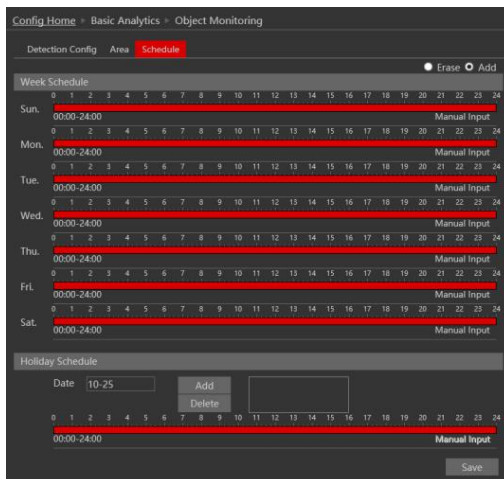 Config Home ▸ Basic Analytics ▸ Object Monitoring
Detection Config Area Schedule
Erase Add
Week Schedule
0 1 2 3 4 5 6 7 8 9 10 11 12 13 14 15 16 17 18 19 20 21 22 23 24
Sun.
00:00-24:00 Manual Input
0 1 2 3 4 5 6 7 8 9 10 11 12 13 14 15 16 17 18 19 20 21 22 23 24
Mon.
00:00-24:00 Manual Input
0 1 2 3 4 5 6 7 8 9 10 11 12 13 14 15 16 17 18 19 20 21 22 23 24
Tue.
00:00-24:00 Manual Input
0 1 2 3 4 5 6 7 8 9 10 11 12 13 14 15 16 17 18 19 20 21 22 23 24
Wed.
00:00-24:00 Manual Input
0 1 2 3 4 5 6 7 8 9 10 11 12 13 14 15 16 17 18 19 20 21 22 23 24
Thu.
00:00-24:00 Manual Input
0 1 2 3 4 5 6 7 8 9 10 11 12 13 14 15 16 17 18 19 20 21 22 23 24
Fri.
00:00-24:00 Manual Input
0 1 2 3 4 5 6 7 8 9 10 11 12 13 14 15 16 17 18 19 20 21 22 23 24
Sat.
00:00-24:00 Manual Input
Holiday Schedule
Date 10-25 Add
Delete
0 1 2 3 4 5 6 7 8 9 10 11 12 13 14 15 16 17 18 19 20 21 22 23 24
00:00-24:00 Manual Input
Save